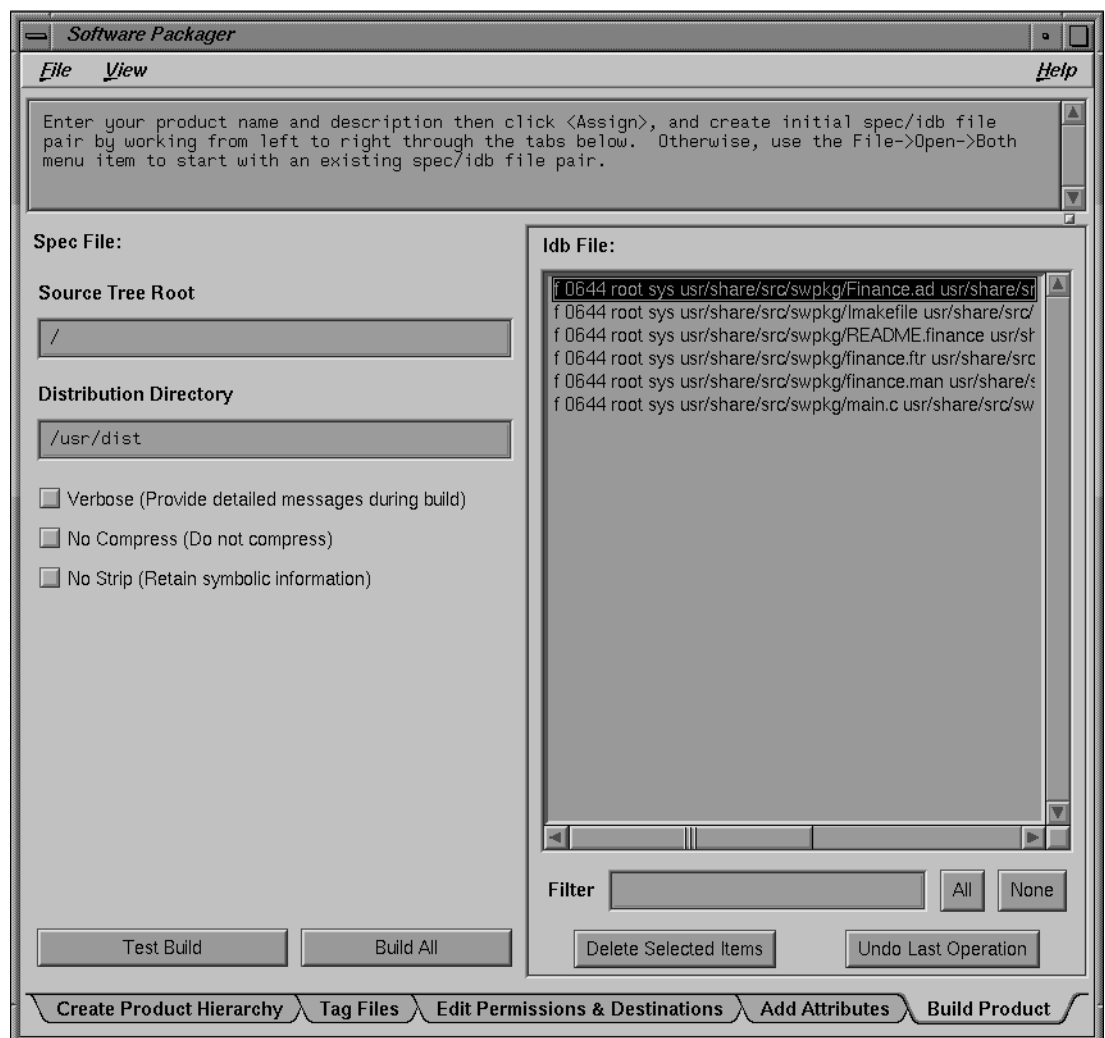 Software Packager
File View Help
Enter your product name and description then click <Assign>, and create initial spec/idb file
pair by working from left to right through the tabs below.  Otherwise, use the File->Open->Both
menu item to start with an existing spec/idb file pair.
Spec File:
Source Tree Root
/
Distribution Directory
/usr/dist
Verbose (Provide detailed messages during build)
No Compress (Do not compress)
No Strip (Retain symbolic information)
Test Build Build All
Idb File:
f 0644 root sys usr/share/src/swpkg/Finance.ad usr/share/sr
f 0644 root sys usr/share/src/swpkg/Imakefile usr/share/src/
f 0644 root sys usr/share/src/swpkg/README.finance usr/sh
f 0644 root sys usr/share/src/swpkg/finance.ftr usr/share/src
f 0644 root sys usr/share/src/swpkg/finance.man usr/share/s
f 0644 root sys usr/share/src/swpkg/main.c usr/share/src/sw
Filter All None
Delete Selected Items Undo Last Operation
Create Product Hierarchy Tag Files Edit Permissions & Destinations Add Attributes Build Product